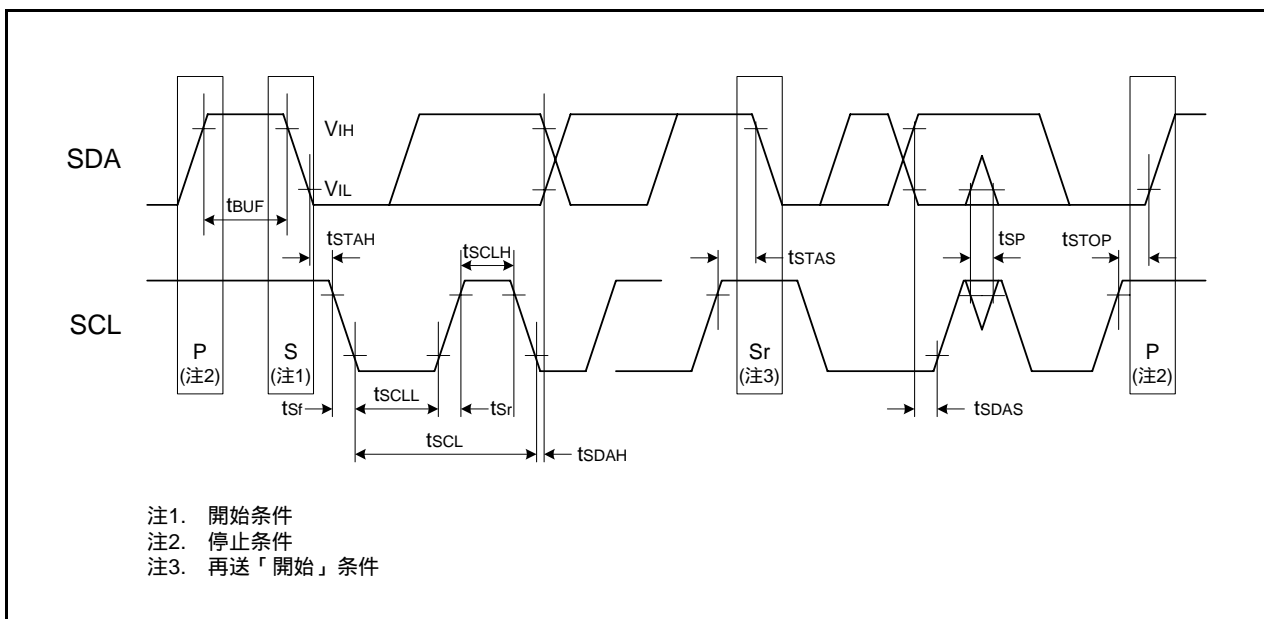 SDA
VIH
VIL
tBUF
tSTAH
tSCLH
tSTAS
tSP
tSTOP
SCL
P
(注2)
S
(注1)
Sr
(注3)
P
(注2)
tSf
tSCLL
tSr
tSDAS
tSCL
tSDAH
注1. 開始条件
注2. 停止条件
注3. 再送「開始」条件